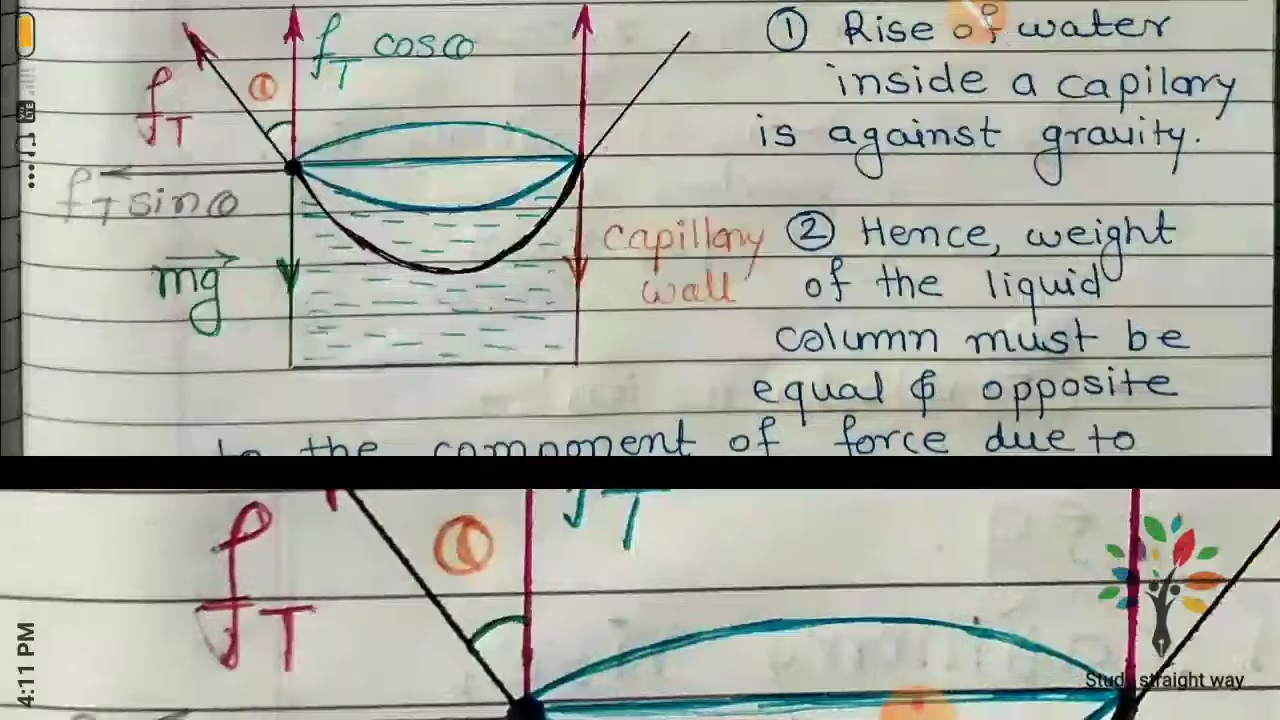 ① Rise of water
inside a capilary
is against gravity.
② Hence, weight
of the liquid
column must be
equal & opposite
to the component of force due to
f_T cosθ
θ
f_T
f_T sinθ
mg
capillary
wall
θ
f_T
T
4:11 PM
Study straight way